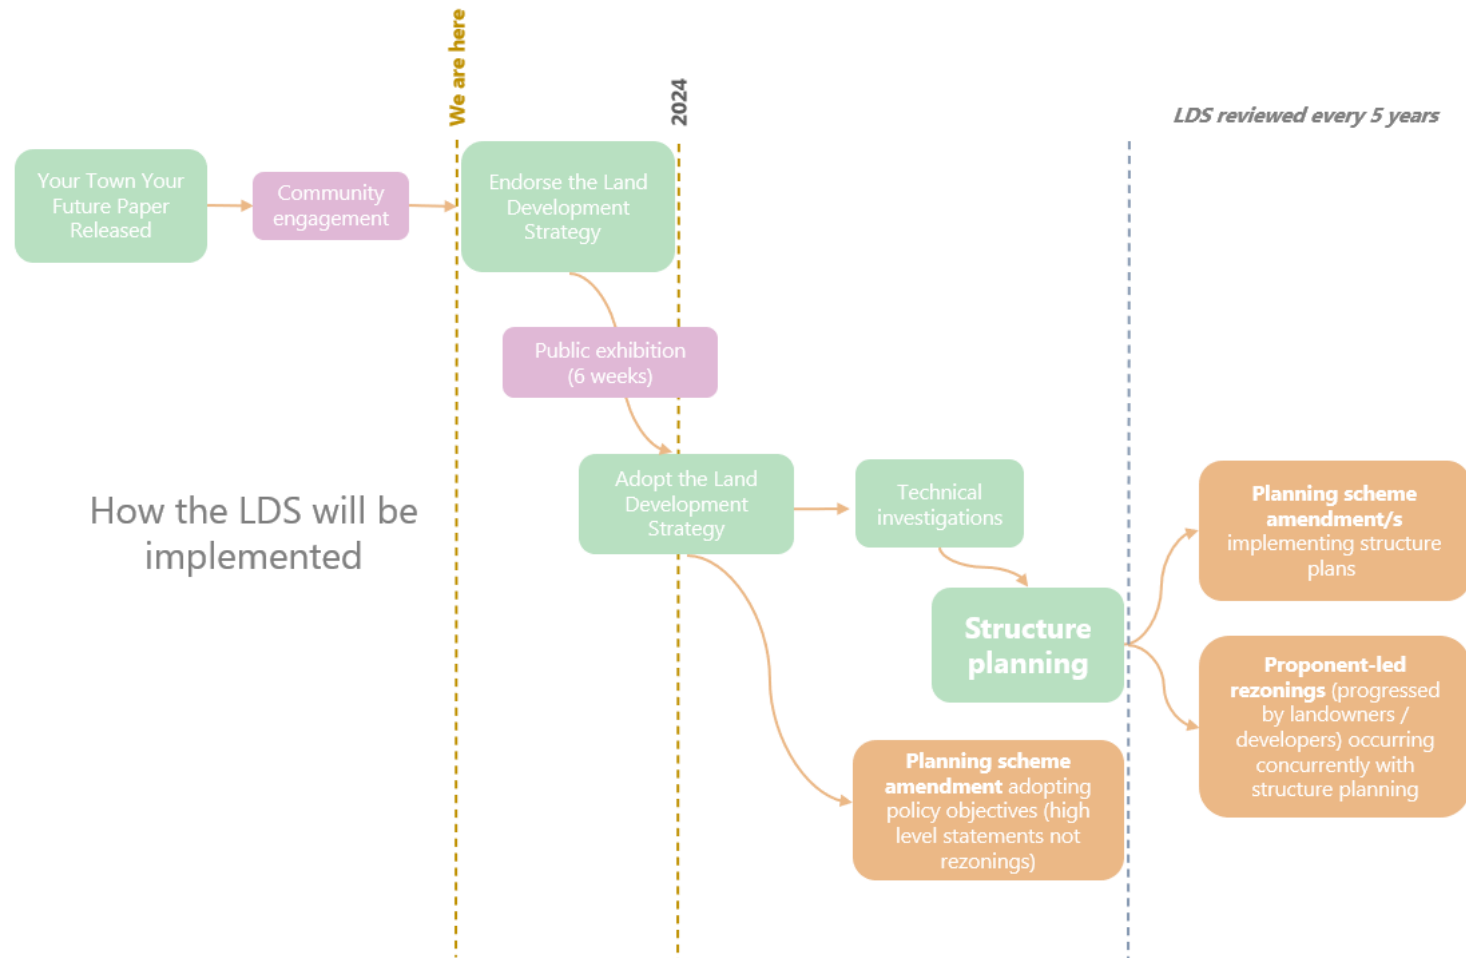 We are here
2024
LDS reviewed every 5 years
Your Town Your
Future Paper
Released
Community
engagement
Endorse the Land
Development
Strategy
Public exhibition
(6 weeks)
How the LDS will be
implemented
Adopt the Land
Development
Strategy
Technical
investigations
Structure
planning
Planning scheme
amendment/s
implementing structure
plans
Proponent-led
rezonings (progressed
by landowners /
developers) occurring
concurrently with
structure planning
Planning scheme
amendment adopting
policy objectives (high
level statements not
rezonings)